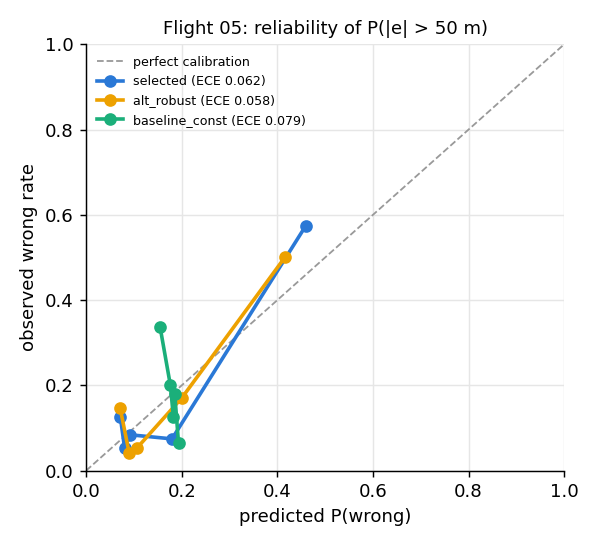 Flight 05: reliability of P(|e| > 50 m)
1.0
0.8
0.6
0.4
0.2
0.0
observed wrong rate
perfect calibration
selected (ECE 0.062)
alt_robust (ECE 0.058)
baseline_const (ECE 0.079)
0.0 0.2 0.4 0.6 0.8 1.0
predicted P(wrong)